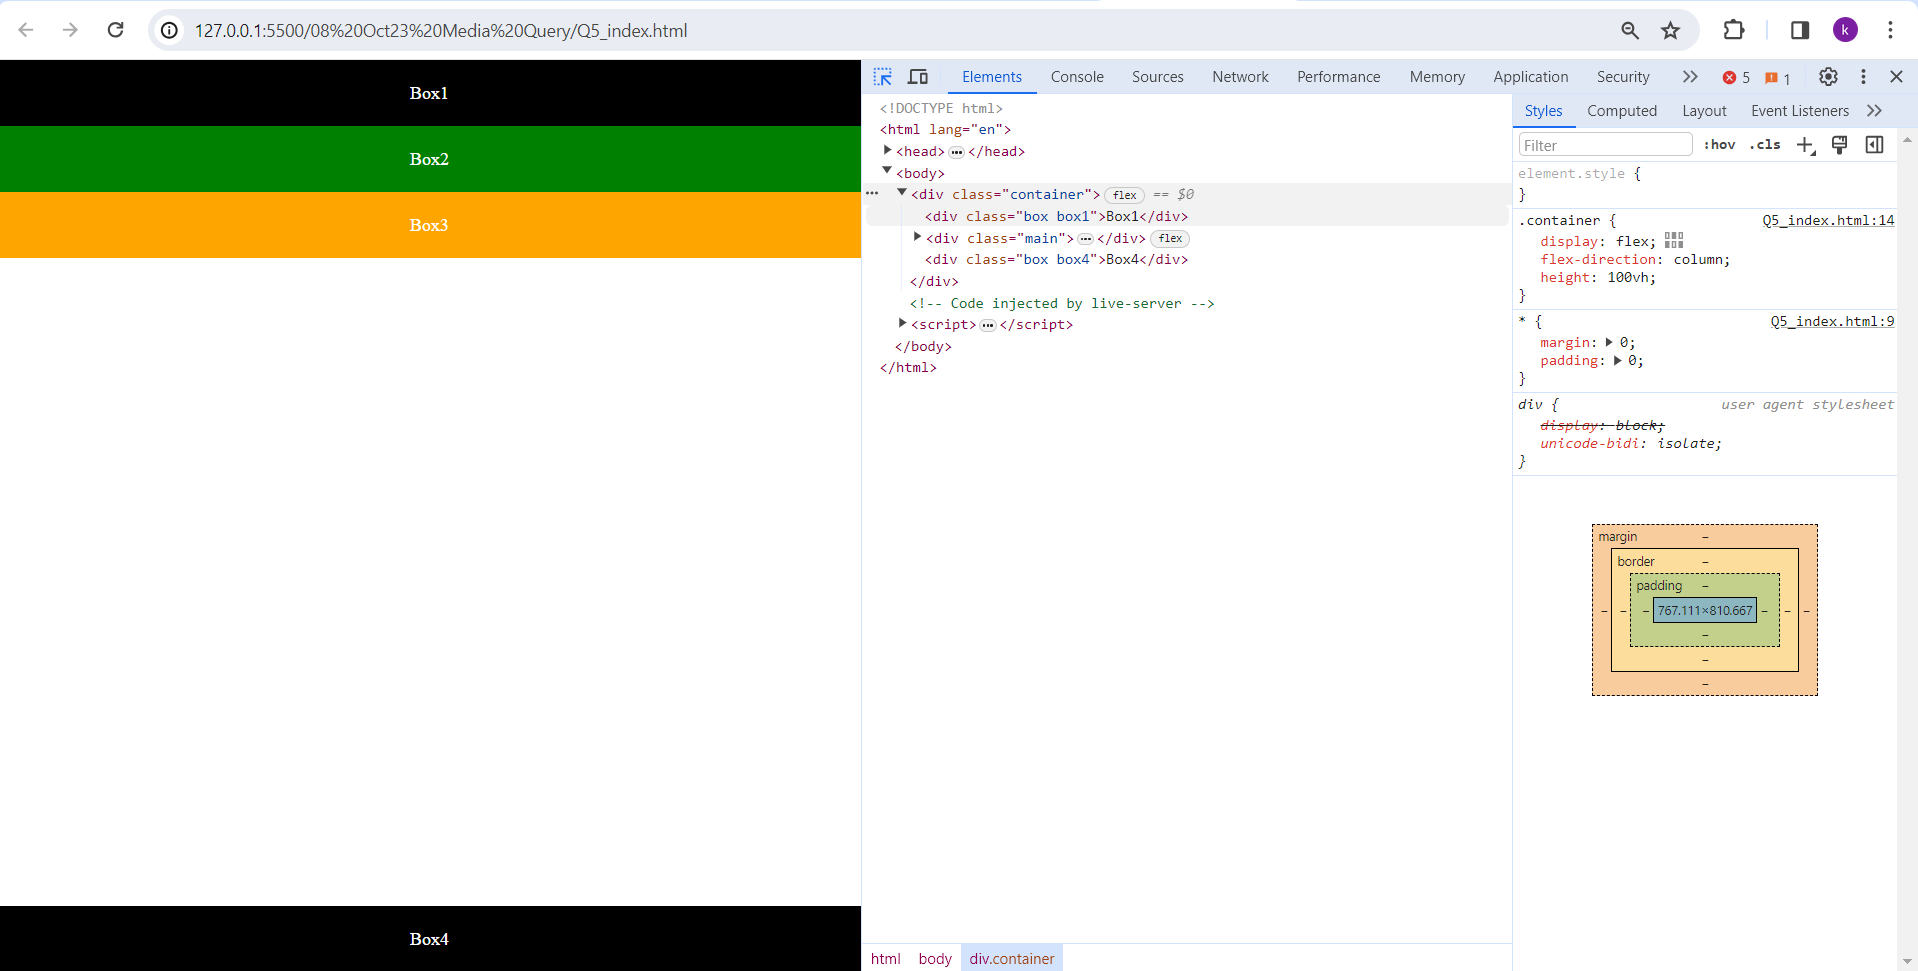 127.0.0.1:5500/08%20Oct23%20Media%20Query/Q5_index.html
k
Box1
Box2
Box3
Box4
Elements Console Sources Network Performance Memory Application Security 5 1
<!DOCTYPE html>
<html lang="en">
<head> ••• </head>
<body>
••• <div class="container"> flex == $0
<div class="box box1">Box1</div>
<div class="main"> ••• </div> flex
<div class="box box4">Box4</div>
</div>
<!-- Code injected by live-server -->
<script> ••• </script>
</body>
</html>
html body div.container
Styles Computed Layout Event Listeners
Filter :hov .cls
element.style {
}
.container { Q5_index.html:14
display: flex;
flex-direction: column;
height: 100vh;
}
* { Q5_index.html:9
margin: 0;
padding: 0;
}
div { user agent stylesheet
display: block;
unicode-bidi: isolate;
}
margin –
border –
padding –
– – – 767.111×810.667 – – –
–
–
–